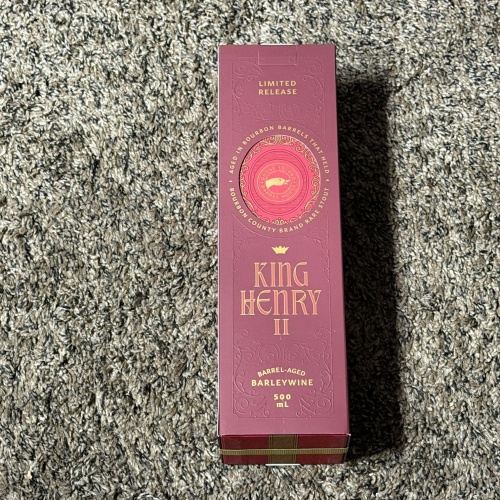 LIMITED
RELEASE
AGED IN BOURBON BARRELS THAT HELD
BOURBON COUNTY BRAND RARE STOUT
KING
HENRY
II
BARREL-AGED
BARLEYWINE
500
mL